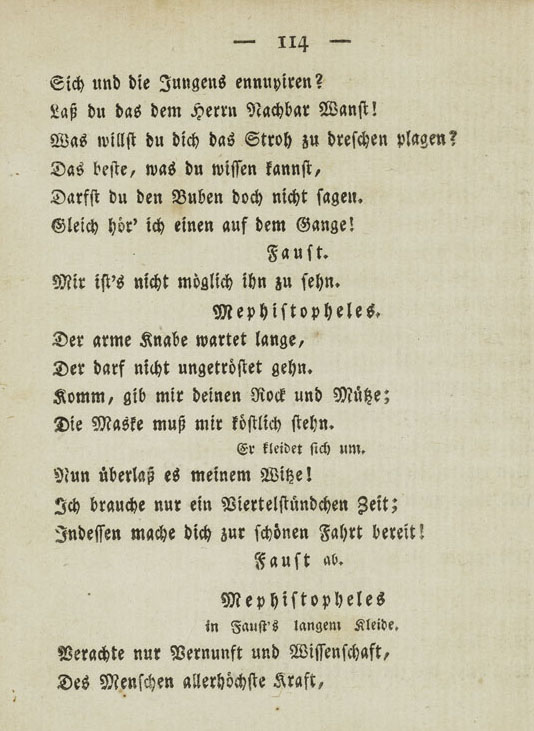 — 114 —
Sich und die Jungens ennuyiren?
Laß du das dem Herrn Nachbar Wanst!
Was willst du dich das Stroh zu dreschen plagen?
Das beste, was du wissen kannst,
Darfst du den Buben doch nicht sagen.
Gleich hör' ich einen auf dem Gange!
Faust.
Mir ist's nicht möglich ihn zu sehn.
Mephistopheles.
Der arme Knabe wartet lange,
Der darf nicht ungetröstet gehn.
Komm, gib mir deinen Rock und Mütze;
Die Maske muß mir köstlich stehn.
Er kleidet sich um.
Nun überlaß es meinem Witze!
Ich brauche nur ein Viertelstündchen Zeit;
Indessen mache dich zur schönen Fahrt bereit!
Faust ab.
Mephistopheles
in Faust's langem Kleide.
Verachte nur Vernunft und Wissenschaft,
Des Menschen allerhöchste Kraft,